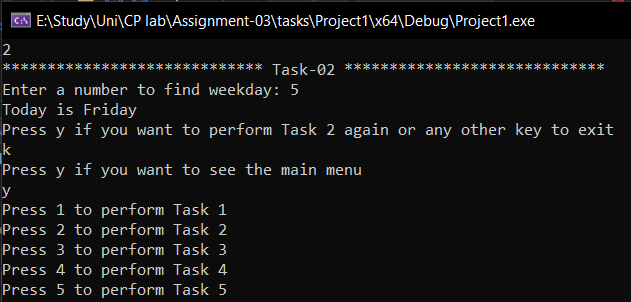 E:\Study\Uni\CP lab\Assignment-03\tasks\Project1\x64\Debug\Project1.exe
2
***************************** Task-02 *****************************
Enter a number to find weekday: 5
Today is Friday
Press y if you want to perform Task 2 again or any other key to exit
k
Press y if you want to see the main menu
y
Press 1 to perform Task 1
Press 2 to perform Task 2
Press 3 to perform Task 3
Press 4 to perform Task 4
Press 5 to perform Task 5